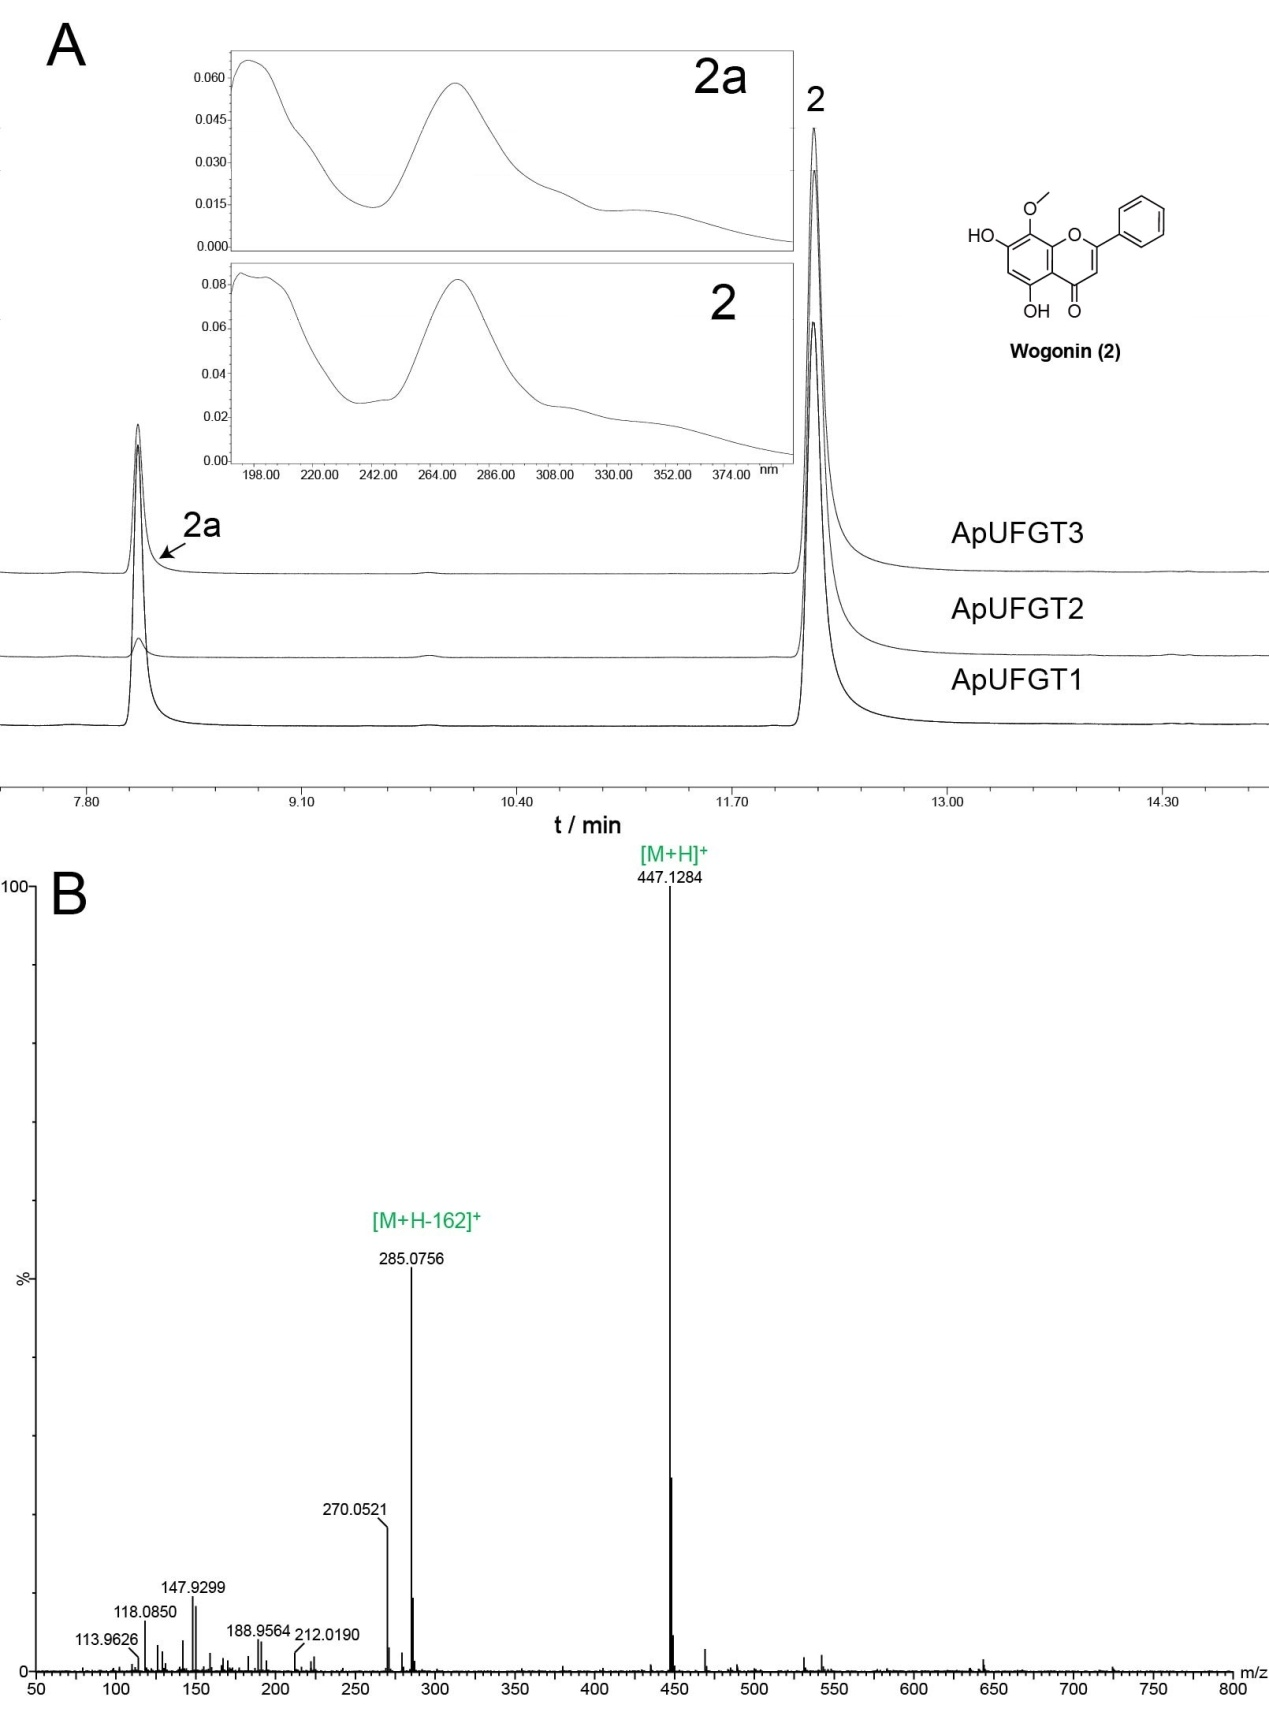 A
2a
0.060
0.045
0.030
0.015
0.000
2
0.08
0.06
0.04
0.02
0.00
198.00 220.00 242.00 264.00 286.00 308.00 330.00 352.00 374.00 nm
2
O
HO
O
OH O
Wogonin (2)
2a
ApUFGT3
ApUFGT2
ApUFGT1
7.80 9.10 10.40 11.70 13.00 14.30
t / min
B
[M+H]+
447.1284
100
[M+H-162]+
285.0756
%
270.0521
147.9299
118.0850
188.9564
212.0190
113.9626
0
50 100 150 200 250 300 350 400 450 500 550 600 650 700 750 800 m/z